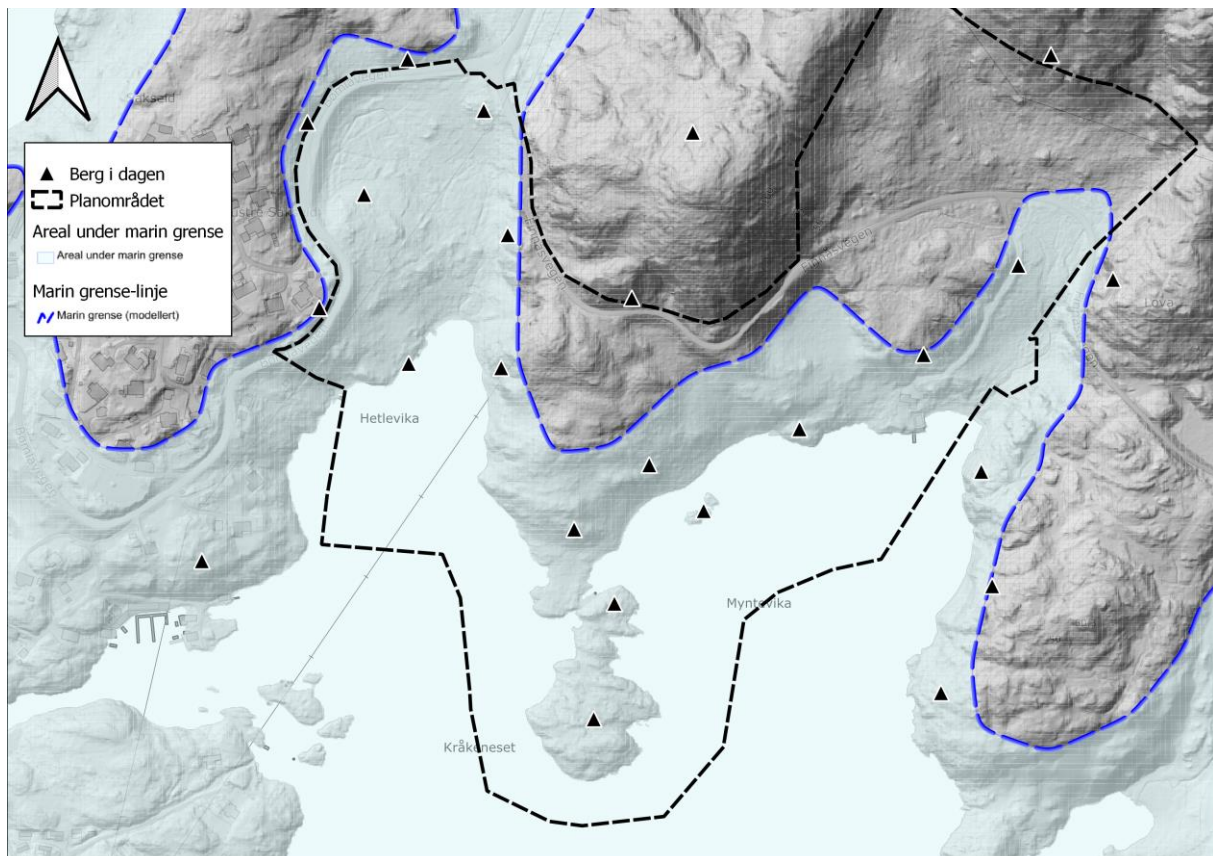 Berg i dagen
Planområdet
Areal under marin grense
Areal under marin grense
Marin grense-linje
Marin grense (modellert)
Hetlevika
Myntevika
Kråkeneset
Løva